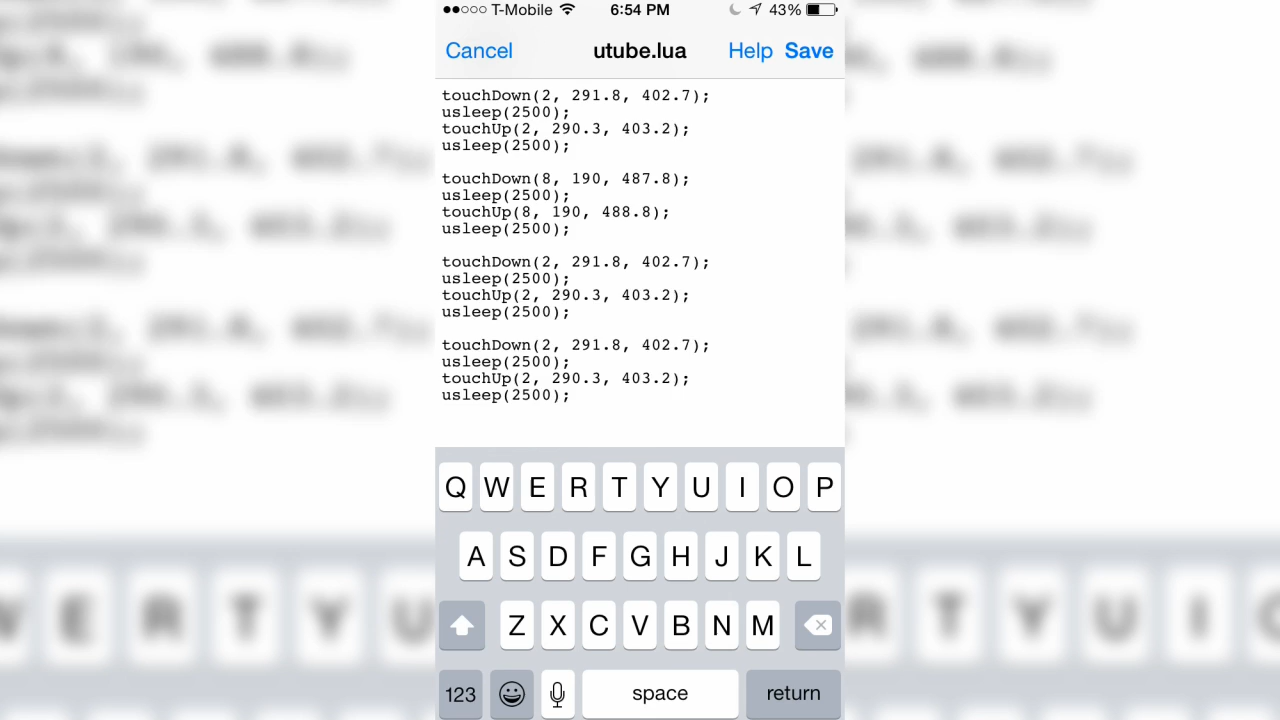 T-Mobile 6:54 PM 43%
Cancel utube.lua Help Save
touchDown(2, 291.8, 402.7);
usleep(2500);
touchUp(2, 290.3, 403.2);
usleep(2500);
touchDown(8, 190, 487.8);
usleep(2500);
touchUp(8, 190, 488.8);
usleep(2500);
touchDown(2, 291.8, 402.7);
usleep(2500);
touchUp(2, 290.3, 403.2);
usleep(2500);
touchDown(2, 291.8, 402.7);
usleep(2500);
touchUp(2, 290.3, 403.2);
usleep(2500);
Q W E R T Y U I O P
A S D F G H J K L
Z X C V B N M
123 space return